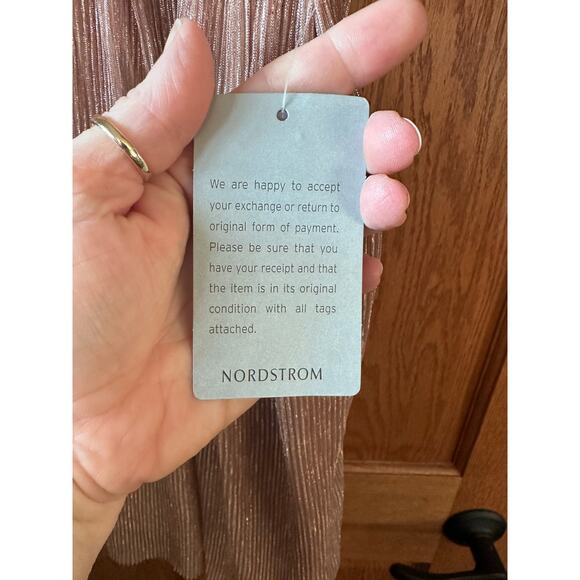 We are happy to accept
your exchange or return to
original form of payment.
Please be sure that you
have your receipt and that
the item is in its original
condition with all tags
attached.
NORDSTROM